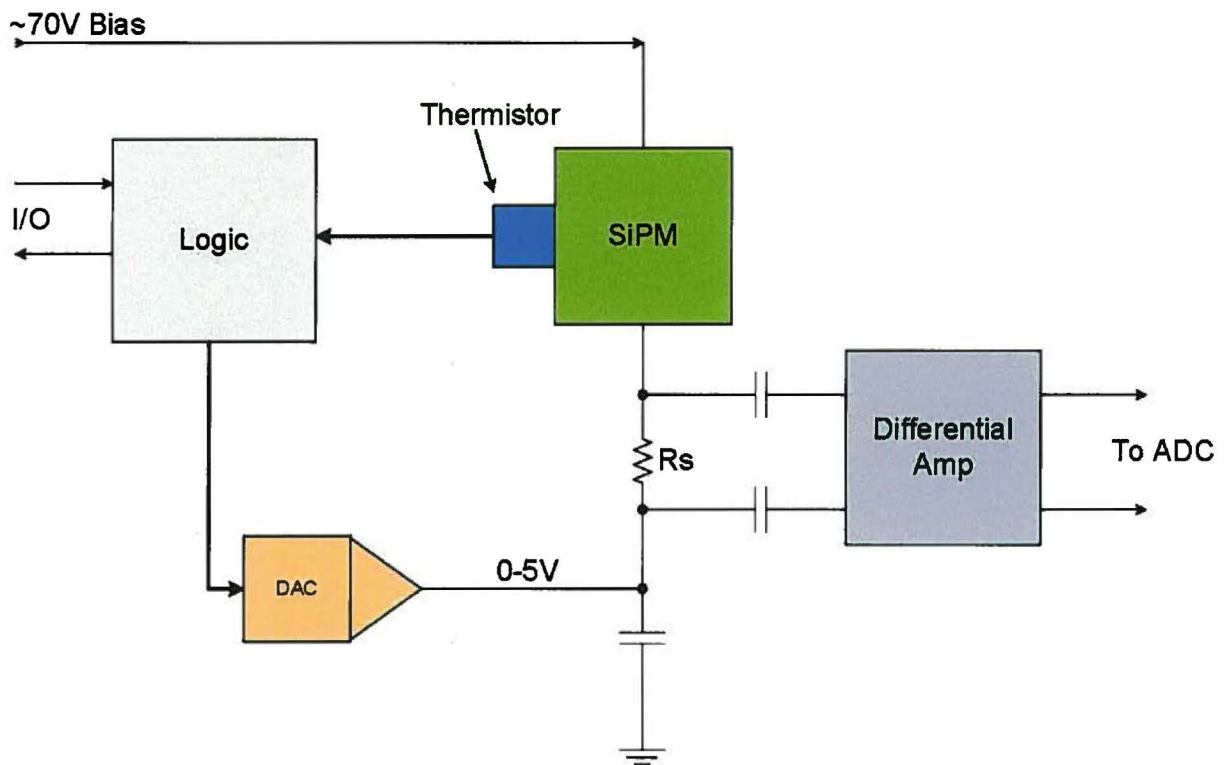 ~70V Bias
Thermistor
I/O
Logic
SiPM
Rs
Differential
Amp
To ADC
DAC
0-5V